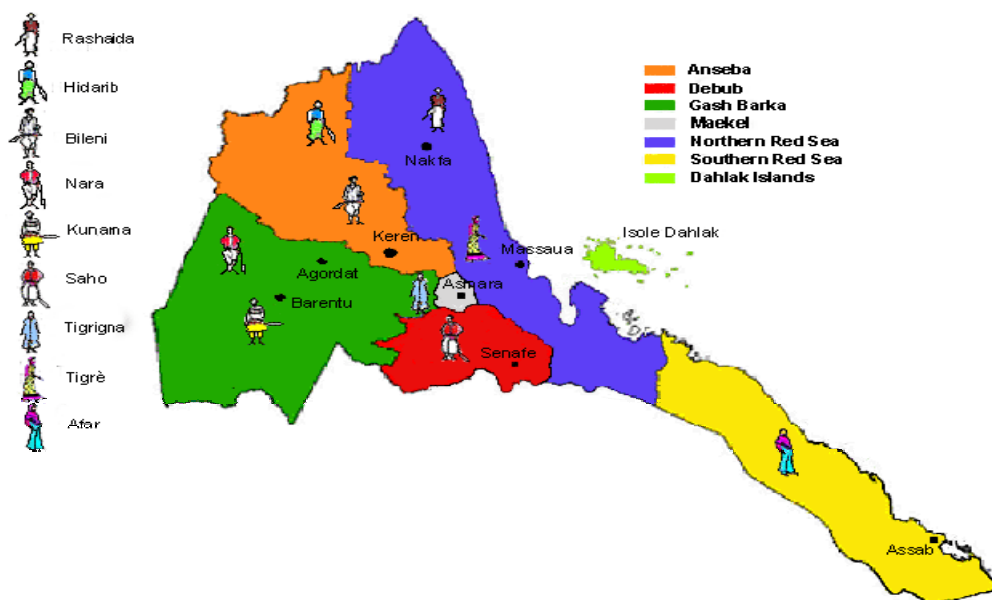 Rashaida
Hidarib
Bileni
Nara
Kunama
Saho
Tigrigna
Tigrè
Afar
Anseba
Debub
Gash Barka
Maekel
Northern Red Sea
Southern Red Sea
Dahlak Islands
Nakfa
Isole Dahlak
Keren
Massaua
Agordat
Asmara
Barentu
Senafe
Assab